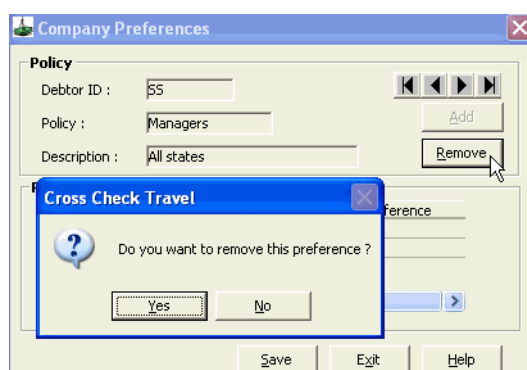 Company Preferences
Policy
Debtor ID : SS
Policy : Managers
Add
Description : All states
Remove
Cross Check Travel
ference
Do you want to remove this preference ?
Yes No
Save Exit Help